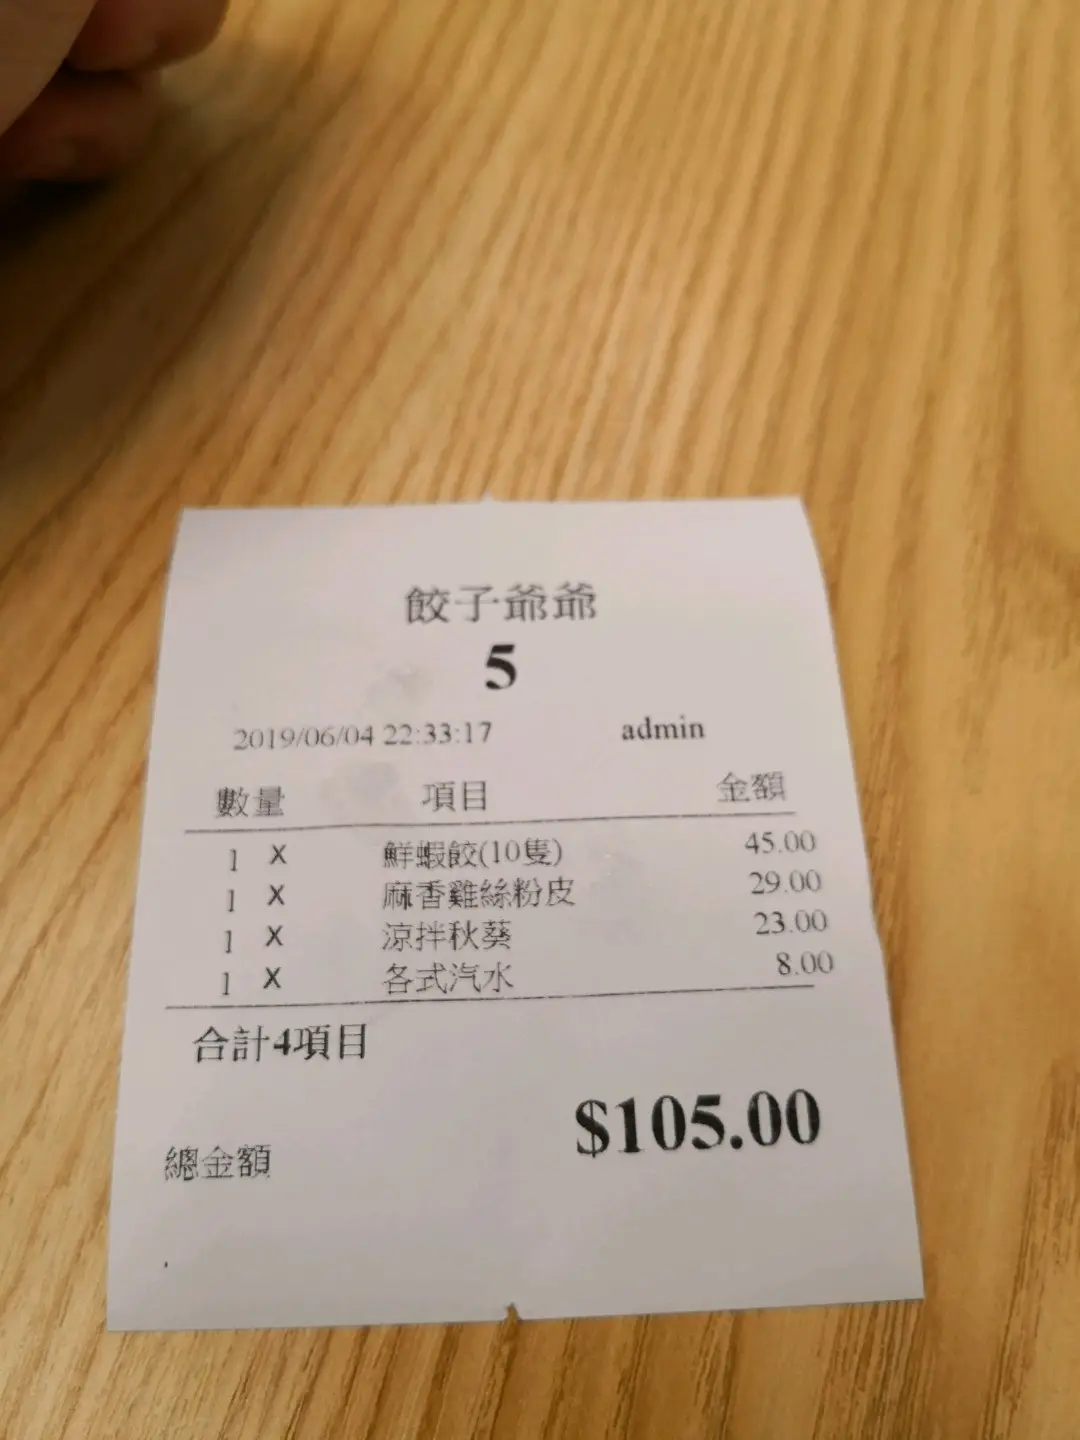 餃子爺爺
5
2019/06/04 22:33:17 admin
數量 項目 金額
1 X 鮮蝦餃(10隻) 45.00
1 X 麻香雞絲粉皮 29.00
1 X 涼拌秋葵 23.00
1 X 各式汽水 8.00
合計4項目
$105.00
總金額